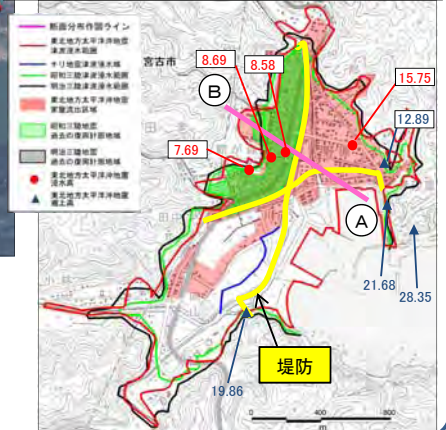 断面分布作図ライン
東北地方太平洋沖地震
津波浸水範囲
チリ地震津波浸水域
昭和三陸津波浸水範囲
明治三陸津波浸水範囲
東北地方太平洋沖地震
家屋流出区域
昭和三陸地震
過去の復興計画地域
明治三陸地震
過去の復興計画地域
東北地方太平洋沖地震
浸水高
東北地方太平洋沖地震
遡上高
宮古市
8.69
8.58
15.75
B
12.89
7.69
A
21.68
28.35
19.86
堤防
0
400
800
m